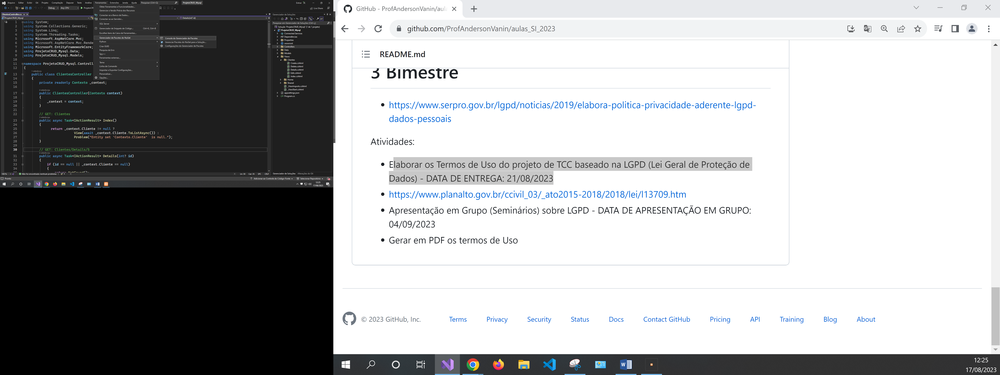 Arquivo Editar Exibir Git Projeto Compilação Depurar Teste Análise Ferramentas Extensões Janela Ajuda Pesquisar (Ctrl+Q) ProjetoCRUD_Mysql Entrar
Debug Any CPU ProjetoCRU Live Share
Obter Ferramentas e Funcionalidades...
Gerenciar a Versão Prévia dos Recursos
Conectar-se a Banco de Dados...
Conectar-se ao Servidor...
SQL Server
Gerenciador de Snippets de Código... Ctrl+K, Ctrl+B
Escolher Itens da Caixa de Ferramentas...
Gerenciador de Pacotes do NuGet
Python
Criar GUID
Pesquisa de Erro
Spy++
Ferramentas externas...
Tema
Linha de Comando
Importar e Exportar Configurações...
Personalizar...
Opções...
Console do Gerenciador de Pacotes
Gerenciar Pacotes do NuGet para a Solução...
Configurações do Gerenciador de Pacotes
ClientesController.cs
ProjetoCRUD_Mysql
Details(int? id)
1 using System;
2 using System.Collections.Generic;
3 using System.Linq;
4 using System.Threading.Tasks;
5 using Microsoft.AspNetCore.Mvc;
6 using Microsoft.AspNetCore.Mvc.Rende
7 using Microsoft.EntityFrameworkCore;
8 using ProjetoCRUD_Mysql.Data;
9 using ProjetoCRUD_Mysql.Models;
10
11 namespace ProjetoCRUD_Mysql.Controll
12 {
1 referência
13 public class ClientesController
14 {
15 private readonly Contexto _context;
16
0 referências
17 public ClientesController(Contexto context)
18 {
19 _context = context;
20 }
21
22 // GET: Clientes
3 referências
23 public async Task<IActionResult> Index()
24 {
25 return _context.Cliente != null ?
26 View(await _context.Cliente.ToListAsync()) :
27 Problem("Entity set 'Contexto.Cliente'  is null.");
28 }
29
30 // GET: Clientes/Details/5
0 referências
31 public async Task<IActionResult> Details(int? id)
32 {
33 if (id == null || _context.Cliente == null)
34 {
return NotFound();
100 % Não foi encontrado nenhum problema Ln: 30 Car: 35 SPC CRLF
Pronto Adicionar ao Controle do Código-Fonte Selecionar Repositório
Gerenciador de Soluções
Pesquisar em Gerenciador de Soluções (Ctrl+ç)
Solução 'ProjetoCRUD_Mysql' (1 de 1 projeto)
ProjetoCRUD_Mysql
Connected Services
Dependências
Properties
wwwroot
Controllers
Data
Models
Views
Clientes
Create.cshtml
Delete.cshtml
Details.cshtml
Edit.cshtml
Index.cshtml
Home
Shared
_ViewImports.cshtml
_ViewStart.cshtml
appsettings.json
Program.cs
Gerenciador de Soluções Alterações do Git
12:25
17/08/2023
GitHub - ProfAndersonVanin/aula
github.com/ProfAndersonVanin/aulas_SI_2023
README.md
3 Bimestre
https://www.serpro.gov.br/lgpd/noticias/2019/elabora-politica-privacidade-aderente-lgpd-
dados-pessoais
Atividades:
Elaborar os Termos de Uso do projeto de TCC baseado na LGPD (Lei Geral de Proteção de
Dados) - DATA DE ENTREGA: 21/08/2023
https://www.planalto.gov.br/ccivil_03/_ato2015-2018/2018/lei/l13709.htm
Apresentação em Grupo (Seminários) sobre LGPD - DATA DE APRESENTAÇÃO EM GRUPO:
04/09/2023
Gerar em PDF os termos de Uso
© 2023 GitHub, Inc. Terms Privacy Security Status Docs Contact GitHub Pricing API Training Blog About
12:25
17/08/2023